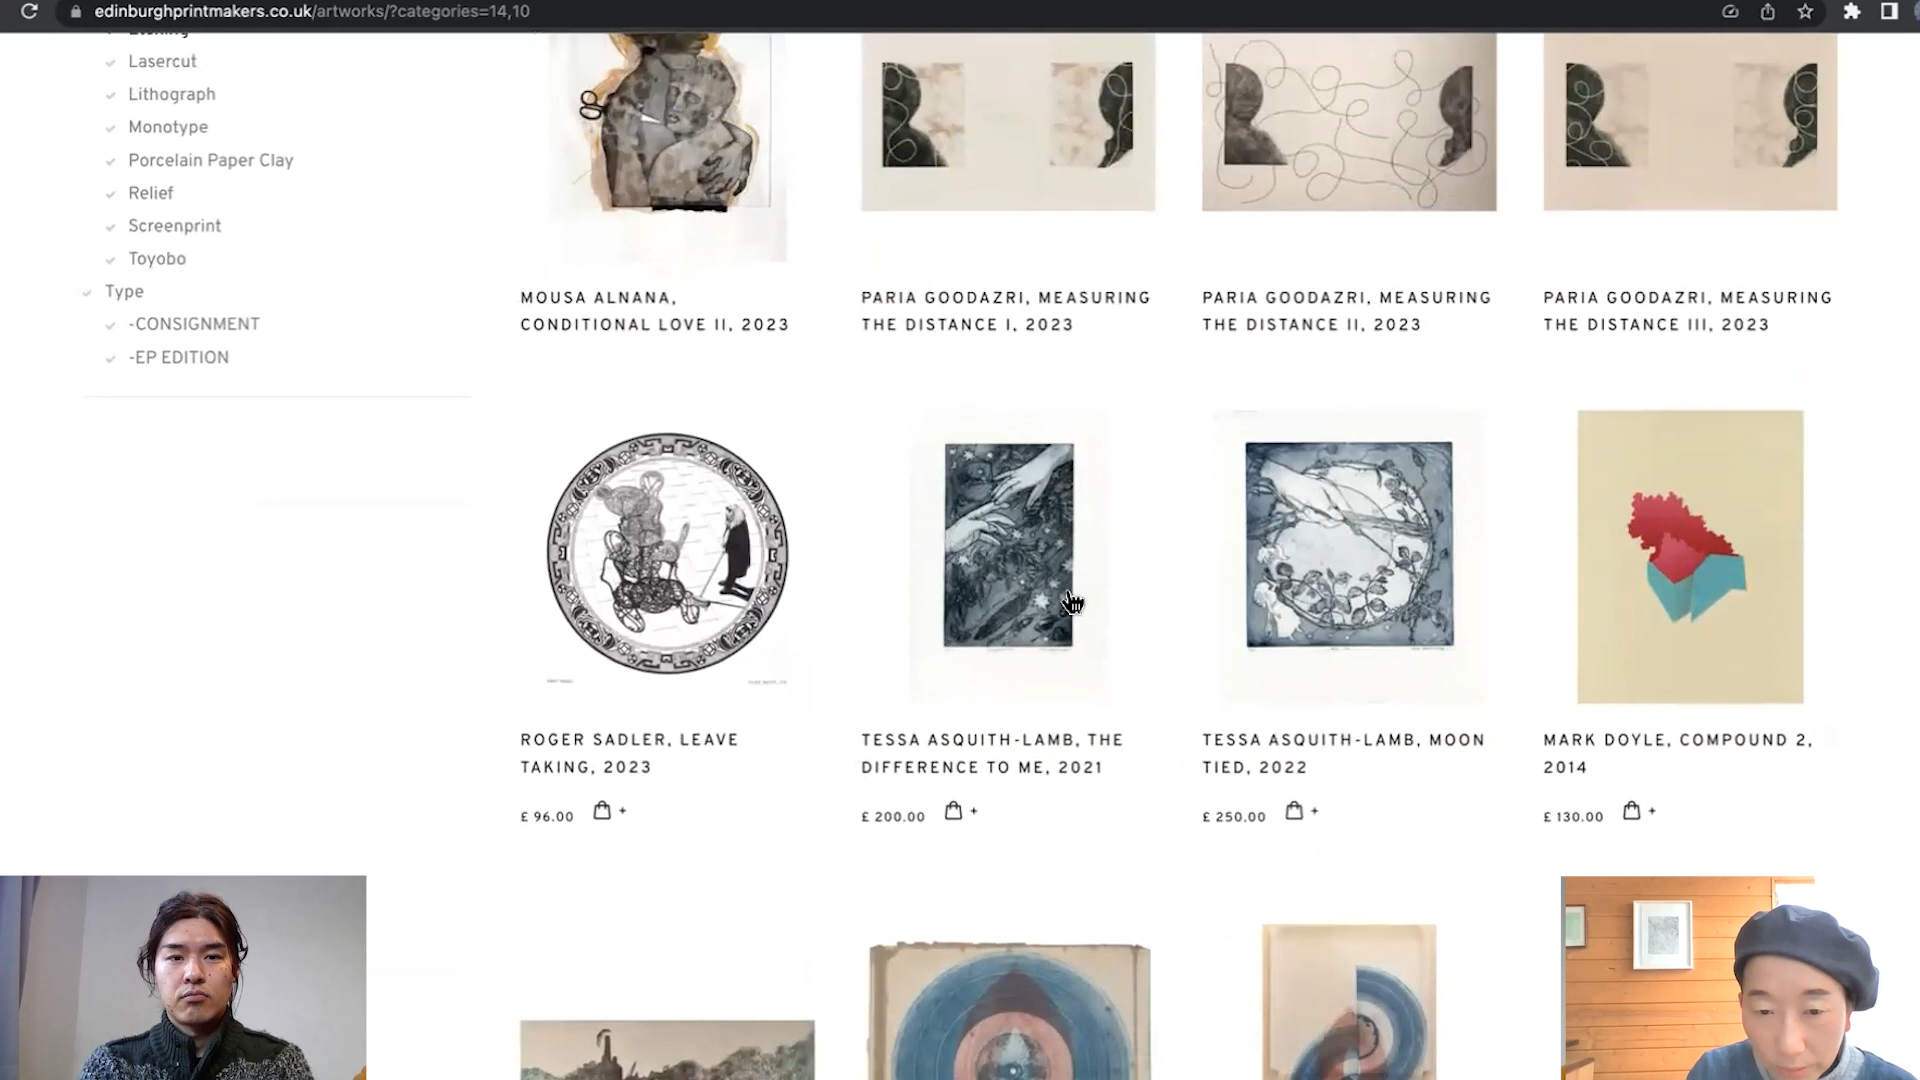 edinburghprintmakers.co.uk/artworks/?categories=14,10
Etching
Lasercut
Lithograph
Monotype
Porcelain Paper Clay
Relief
Screenprint
Toyobo
Type
-CONSIGNMENT
-EP EDITION
MOUSA ALNANA,
CONDITIONAL LOVE II, 2023
PARIA GOODAZRI, MEASURING
THE DISTANCE I, 2023
PARIA GOODAZRI, MEASURING
THE DISTANCE II, 2023
PARIA GOODAZRI, MEASURING
THE DISTANCE III, 2023
ROGER SADLER, LEAVE
TAKING, 2023
£ 96.00 +
TESSA ASQUITH-LAMB, THE
DIFFERENCE TO ME, 2021
£ 200.00 +
TESSA ASQUITH-LAMB, MOON
TIED, 2022
£ 250.00 +
MARK DOYLE, COMPOUND 2,
2014
£ 130.00 +